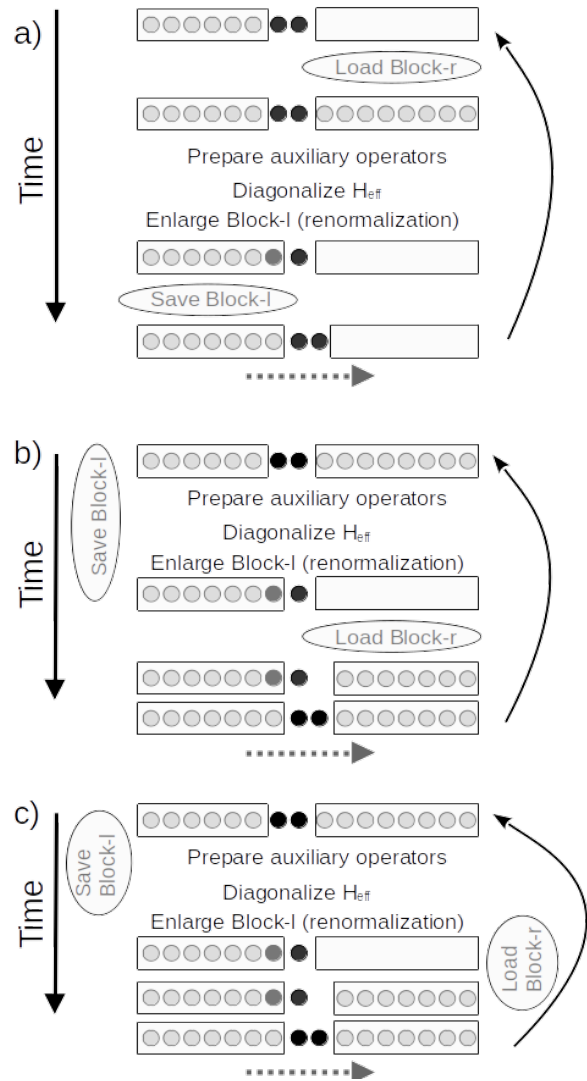 a)
Time
Load Block-r
Prepare auxiliary operators
Diagonalize Heff
Enlarge Block-l (renormalization)
Save Block-l
b)
Time
Save Block-l
Prepare auxiliary operators
Diagonalize Heff
Enlarge Block-l (renormalization)
Load Block-r
c)
Time
Save
Block-l
Prepare auxiliary operators
Diagonalize Heff
Enlarge Block-l (renormalization)
Load
Block-r